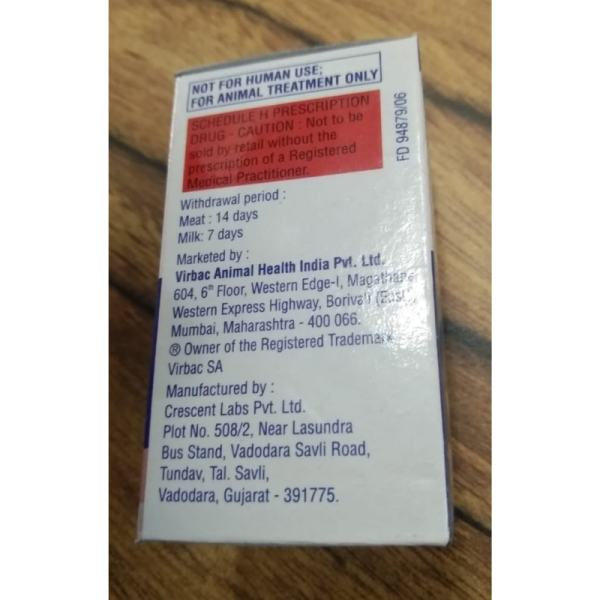 NOT FOR HUMAN USE;
FOR ANIMAL TREATMENT ONLY
SCHEDULE H PRESCRIPTION
DRUG - CAUTION : Not to be
sold by retail without the
prescription of a Registered
Medical Practitioner.
FD 94879/06
Withdrawal period :
Meat : 14 days
Milk: 7 days
Marketed by :
Virbac Animal Health India Pvt. Ltd.
604, 6th Floor, Western Edge-I, Magathane
Western Express Highway, Borivali (East),
Mumbai, Maharashtra - 400 066.
® Owner of the Registered Trademark
Virbac SA
Manufactured by :
Crescent Labs Pvt. Ltd.
Plot No. 508/2, Near Lasundra
Bus Stand, Vadodara Savli Road,
Tundav, Tal. Savli,
Vadodara, Gujarat - 391775.